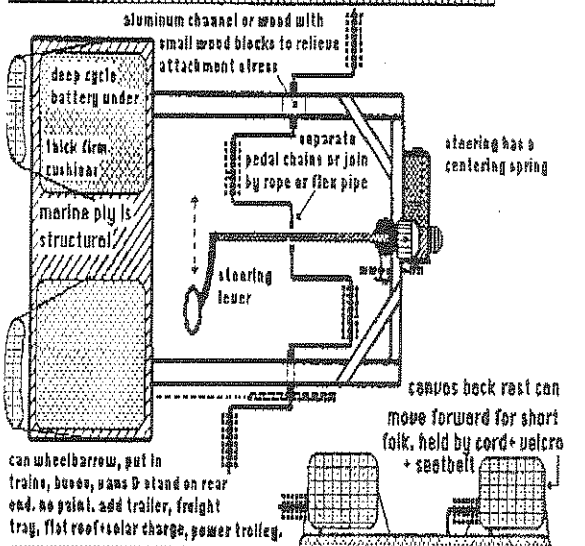 aluminum channel or wood with
small wood blocks to relieve
attachment stress
deep cycle
battery under
thick firm
cushions
marine ply is
structural.
separate
pedal chains or join
by rope or flex pipe
steering has a
centering spring
steering
lever
canvas back rest can
move forward for short
folk. held by cord+ velcro
+ seatbelt
can wheelbarrow, put in
trains, buses, vans & stand on rear
end. no paint. add trailer, freight
tray, flat roof+solar charge, power trolley.